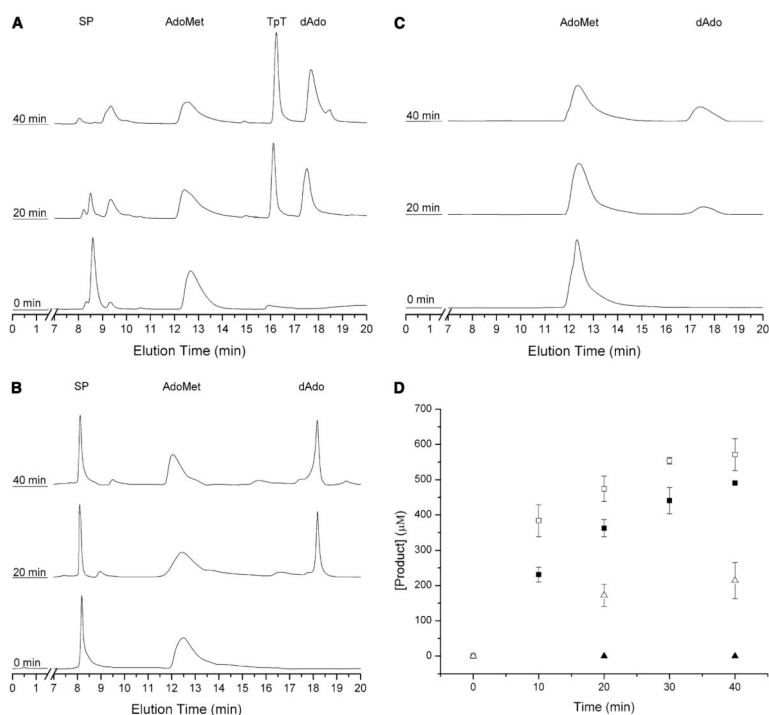 A
SP AdoMet TpT dAdo
40 min
20 min
0 min
0 1 7 8 9 10 11 12 13 14 15 16 17 18 19 20
Elution Time (min)
C
AdoMet dAdo
40 min
20 min
0 min
0 1 7 8 9 10 11 12 13 14 15 16 17 18 19 20
Elution Time (min)
B
SP AdoMet dAdo
40 min
20 min
0 min
0 1 7 8 9 10 11 12 13 14 15 16 17 18 19 20
Elution Time (min)
D
700
600
500
400
300
200
100
0
[Product] (µM)
0 10 20 30 40
Time (min)